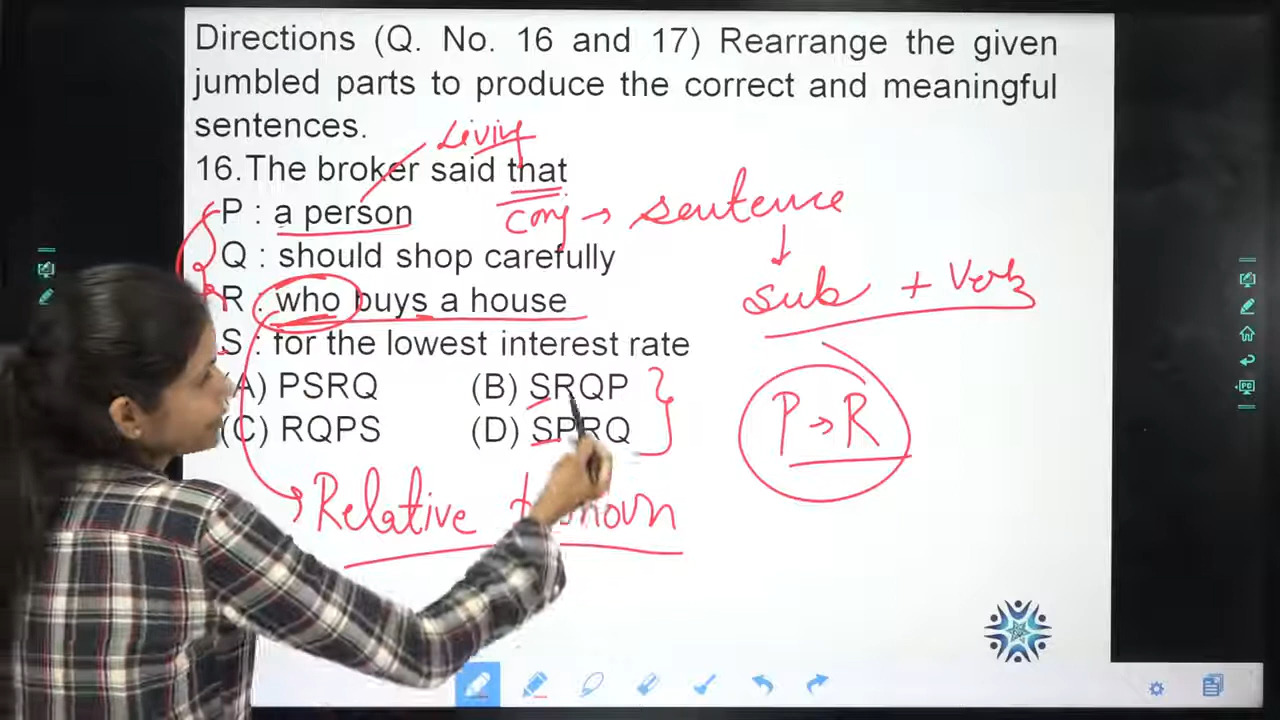 Directions (Q. No. 16 and 17) Rearrange the given
jumbled parts to produce the correct and meaningful
sentences.
Living
16.The broker said that
P : a person
conj → sentence
Q : should shop carefully
sub + Verb
R : who buys a house
S : for the lowest interest rate
(A) PSRQ (B) SRQP
(C) RQPS (D) SPRQ
P → R
Relative